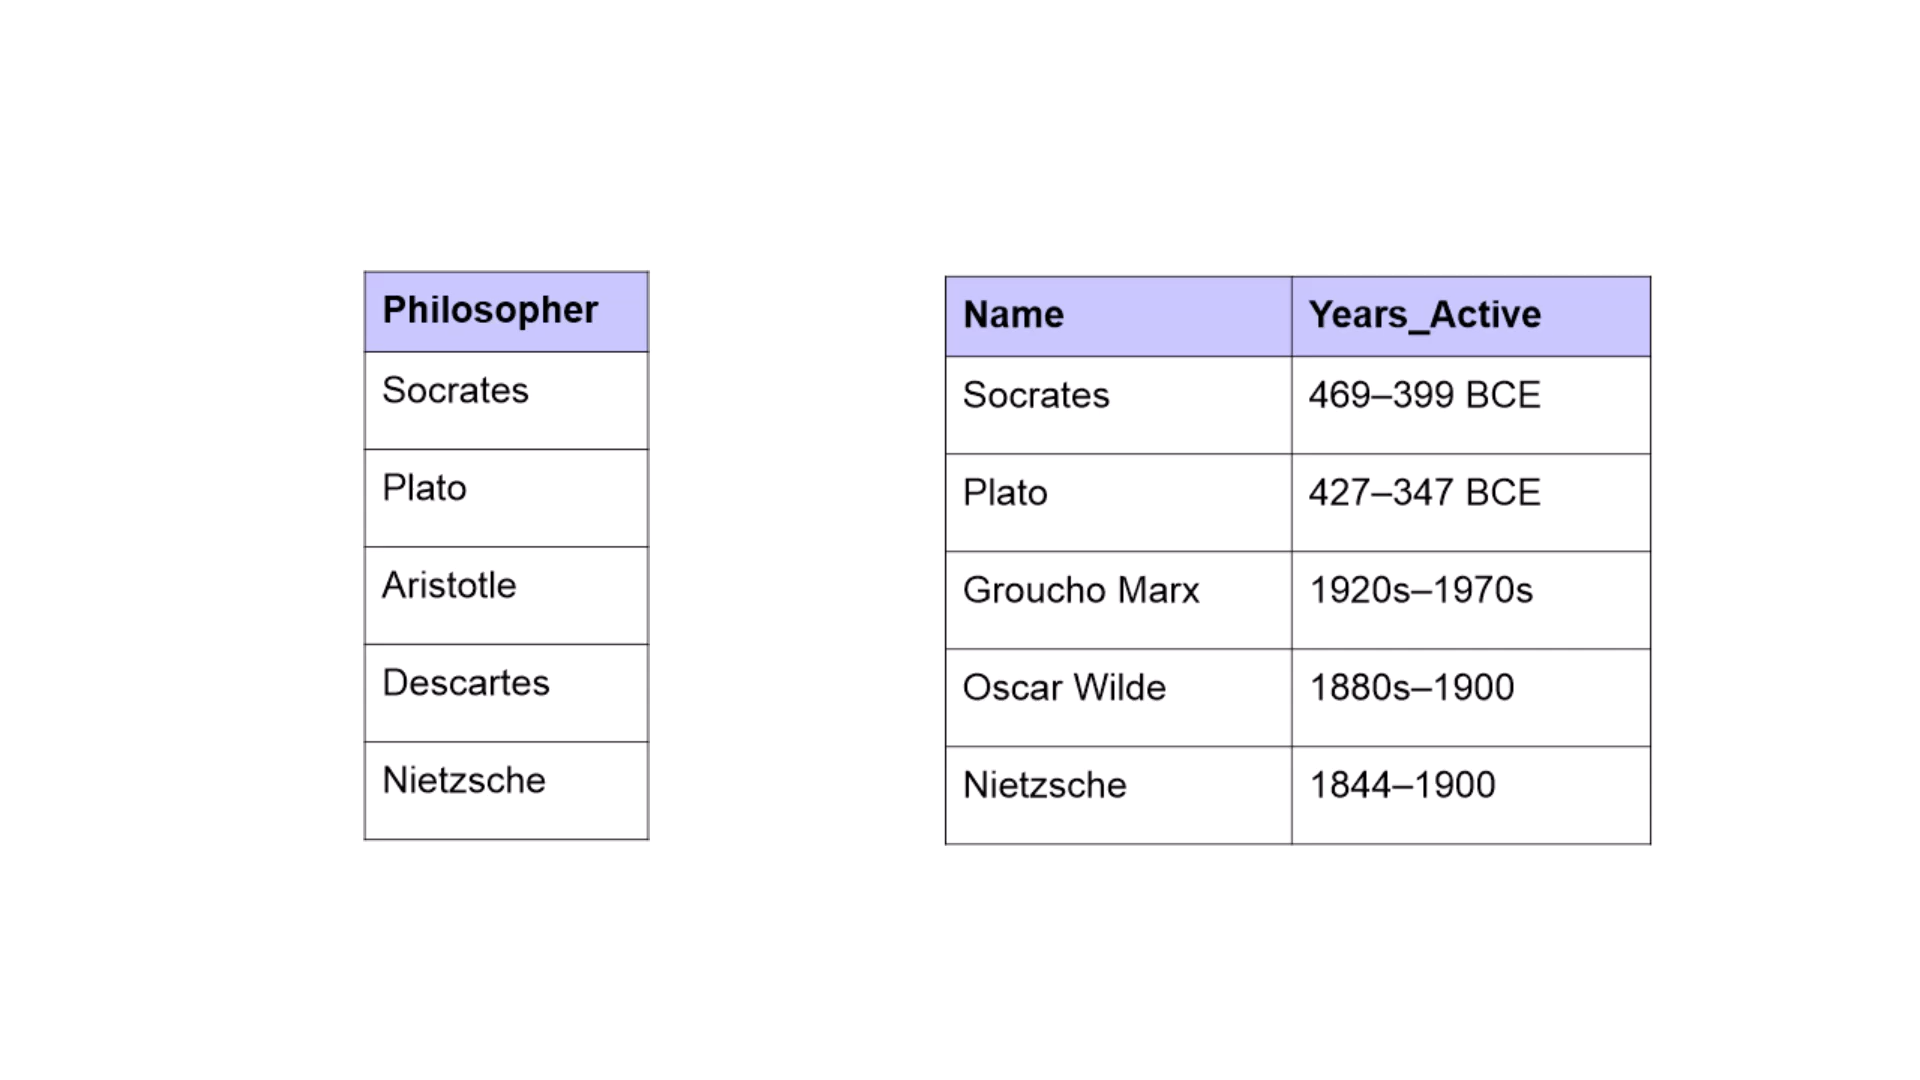 Philosopher
Socrates
Plato
Aristotle
Descartes
Nietzsche
Name Years_Active
Socrates 469–399 BCE
Plato 427–347 BCE
Groucho Marx 1920s–1970s
Oscar Wilde 1880s–1900
Nietzsche 1844–1900